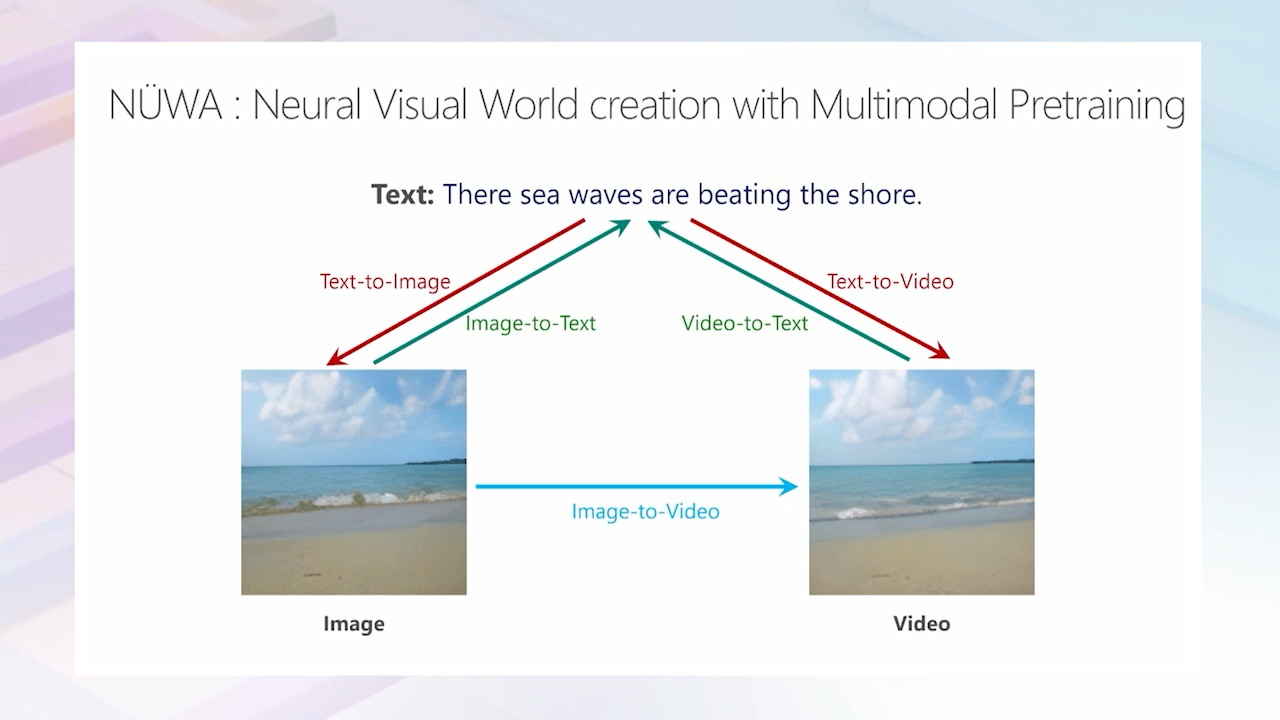 NÜWA : Neural Visual World creation with Multimodal Pretraining
Text: There sea waves are beating the shore.
Text-to-Image
Text-to-Video
Image-to-Text
Video-to-Text
Image-to-Video
Image
Video